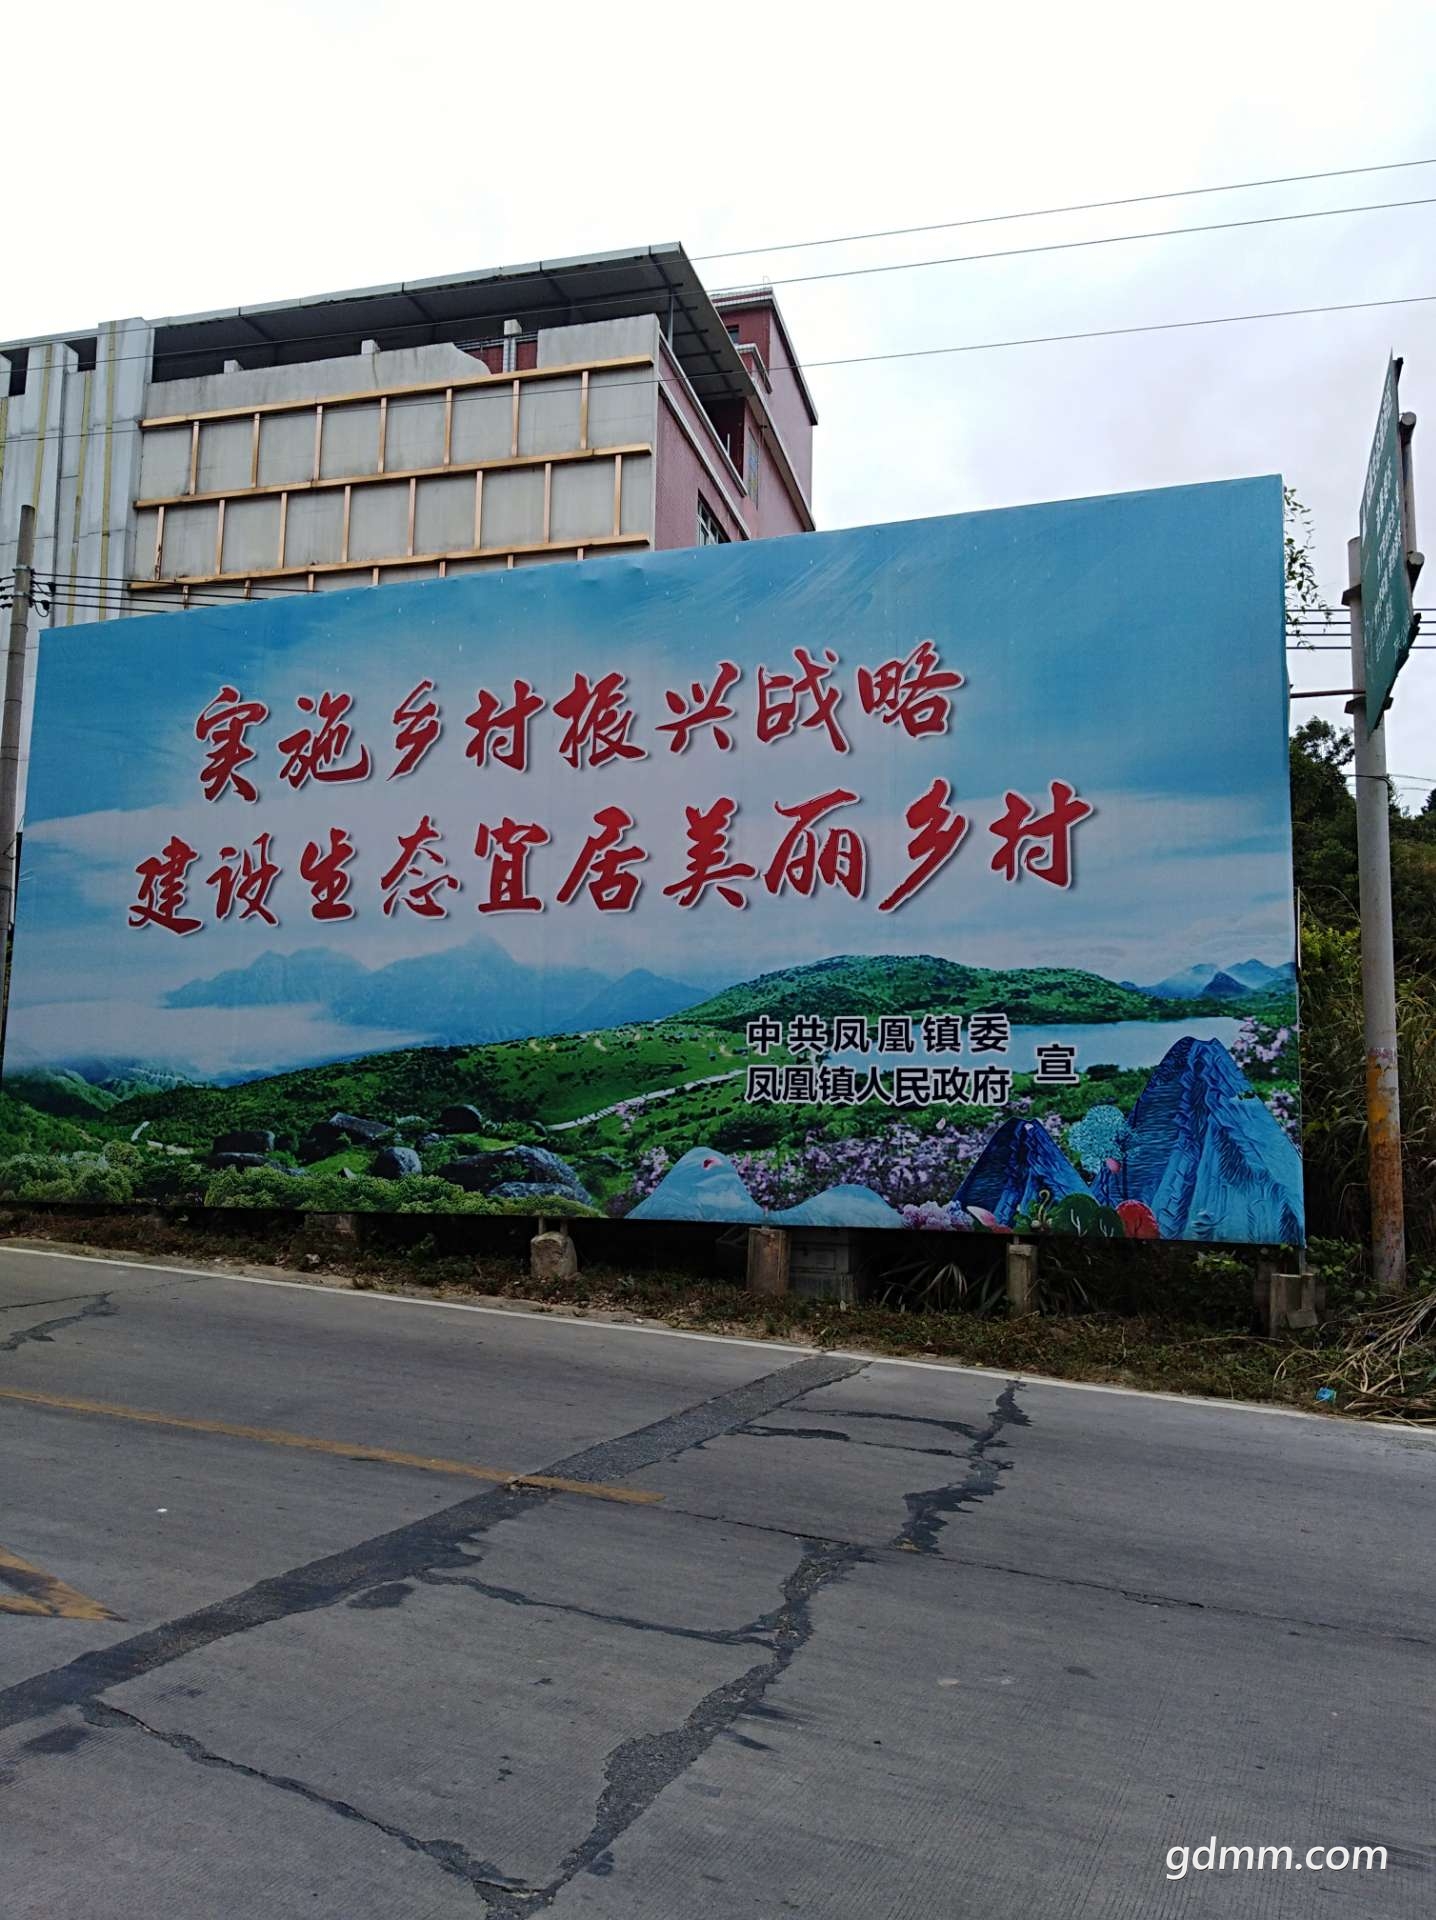 实施乡村振兴战略
建设生态宜居美丽乡村
中共凤凰镇委
凤凰镇人民政府
宣
gdmm.com